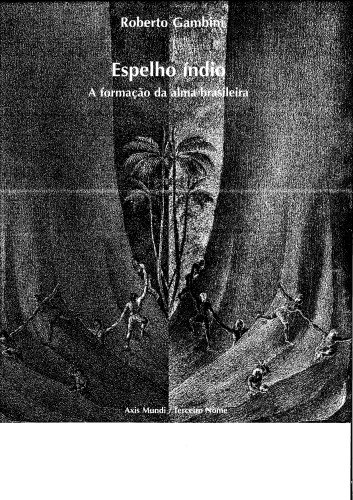 Roberto Gambini
Espelho índio
A formação da alma brasileira
Axis Mundi / Terceiro Nome